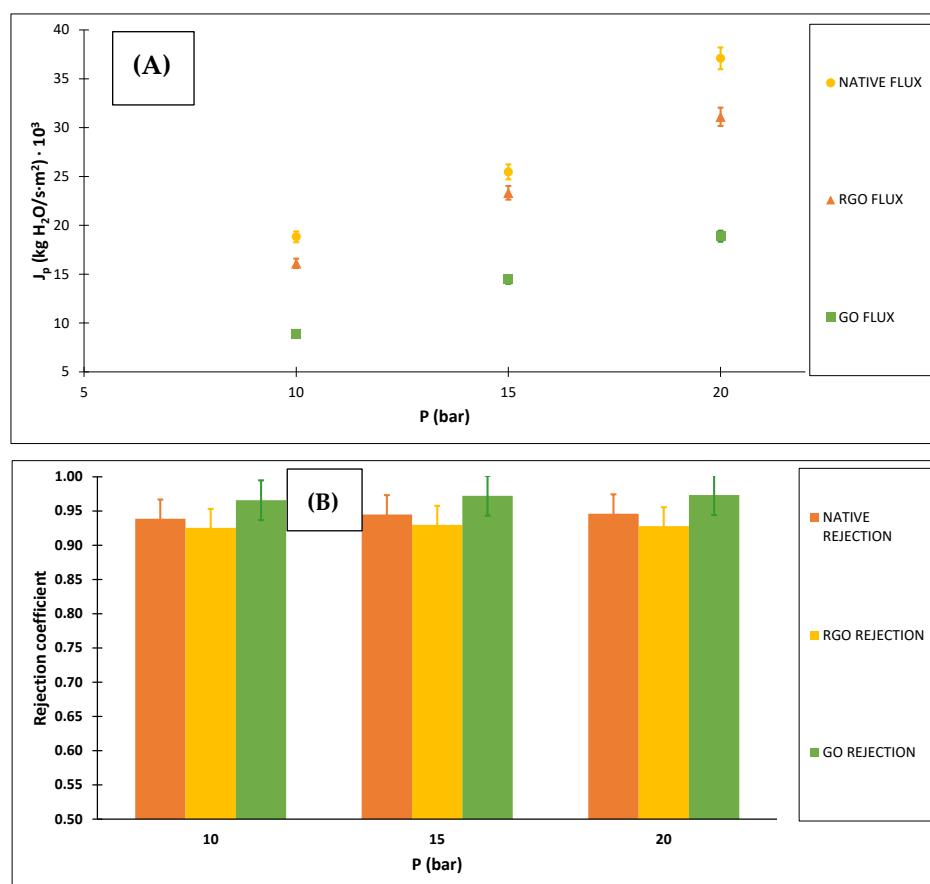 (A)
40
35
30
25
20
15
10
5
Jₚ (kg H₂O/s·m²) · 10³
5
10
15
20
P (bar)
NATIVE FLUX
RGO FLUX
GO FLUX
(B)
1.00
0.95
0.90
0.85
0.80
0.75
0.70
0.65
0.60
0.55
0.50
Rejection coefficient
10
15
20
P (bar)
NATIVE
REJECTION
RGO REJECTION
GO REJECTION